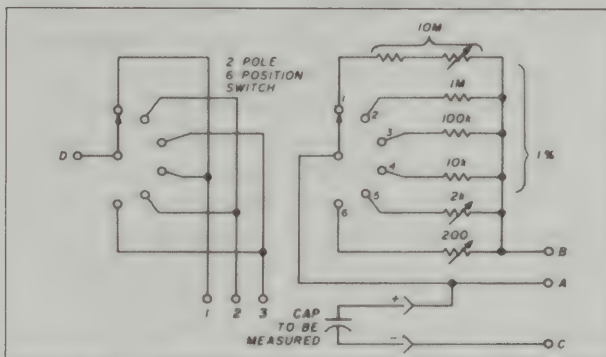 10M
2 POLE
6 POSITION
SWITCH
1
1M
2
100k
3
1%
D
10k
4
2k
5
6
200
B
A
+
1 2 3
CAP
TO BE
MEASURED
-
C